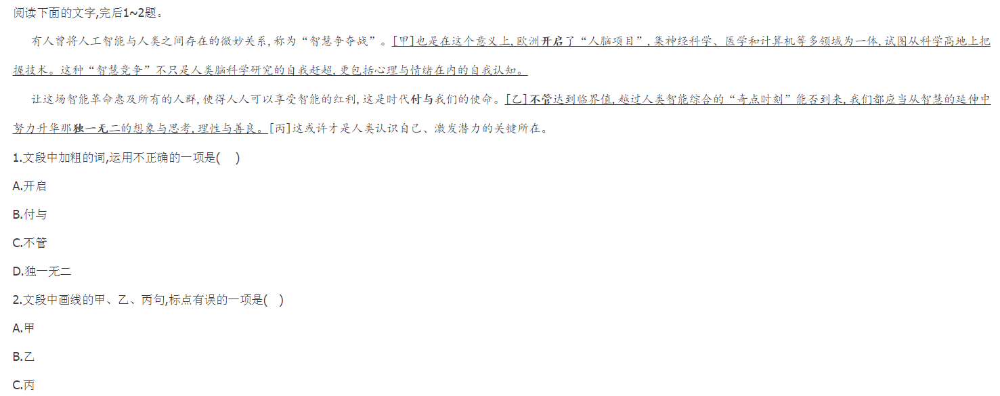 阅读下面的文字,完后1~2题。
有人曾将人工智能与人类之间存在的微妙关系,称为“智慧争夺战”。[甲]也是在这个意义上,欧洲开启了“人脑项目”,集神经科学、医学和计算机等多领域为一体,试图从科学高地上把
握技术。这种“智慧竞争”不只是人类脑科学研究的自我赶超,更包括心理与情绪在内的自我认知。
让这场智能革命惠及所有的人群,使得人人可以享受智能的红利,这是时代付与我们的使命。[乙]不管达到临界值,越过人类智能综合的“奇点时刻”能否到来,我们都应当从智慧的延伸中
努力升华那独一无二的想象与思考,理性与善良。[丙]这或许才是人类认识自己、激发潜力的关键所在。
1.文段中加粗的词,运用不正确的一项是( )
A.开启
B.付与
C.不管
D.独一无二
2.文段中画线的甲、乙、丙句,标点有误的一项是( )
A.甲
B.乙
C.丙